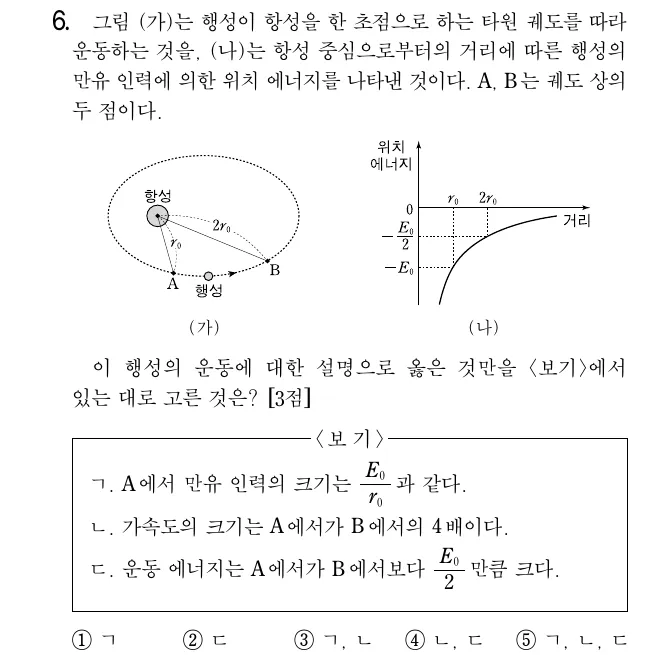 6. 그림 (가)는 행성이 항성을 한 초점으로 하는 타원 궤도를 따라
운동하는 것을, (나)는 항성 중심으로부터의 거리에 따른 행성의
만유 인력에 의한 위치 에너지를 나타낸 것이다. A, B는 궤도 상의
두 점이다.
항성
2r₀
r₀
A
행성
B
(가)
위치
에너지
0
r₀
2r₀
거리
-E₀/2
-E₀
(나)
이 행성의 운동에 대한 설명으로 옳은 것만을 〈보기〉에서
있는 대로 고른 것은? [3점]
〈보 기〉
ㄱ. A에서 만유 인력의 크기는 E₀/r₀과 같다.
ㄴ. 가속도의 크기는 A에서가 B에서의 4배이다.
ㄷ. 운동 에너지는 A에서가 B에서보다 E₀/2만큼 크다.
① ㄱ ② ㄷ ③ ㄱ, ㄴ ④ ㄴ, ㄷ ⑤ ㄱ, ㄴ, ㄷ